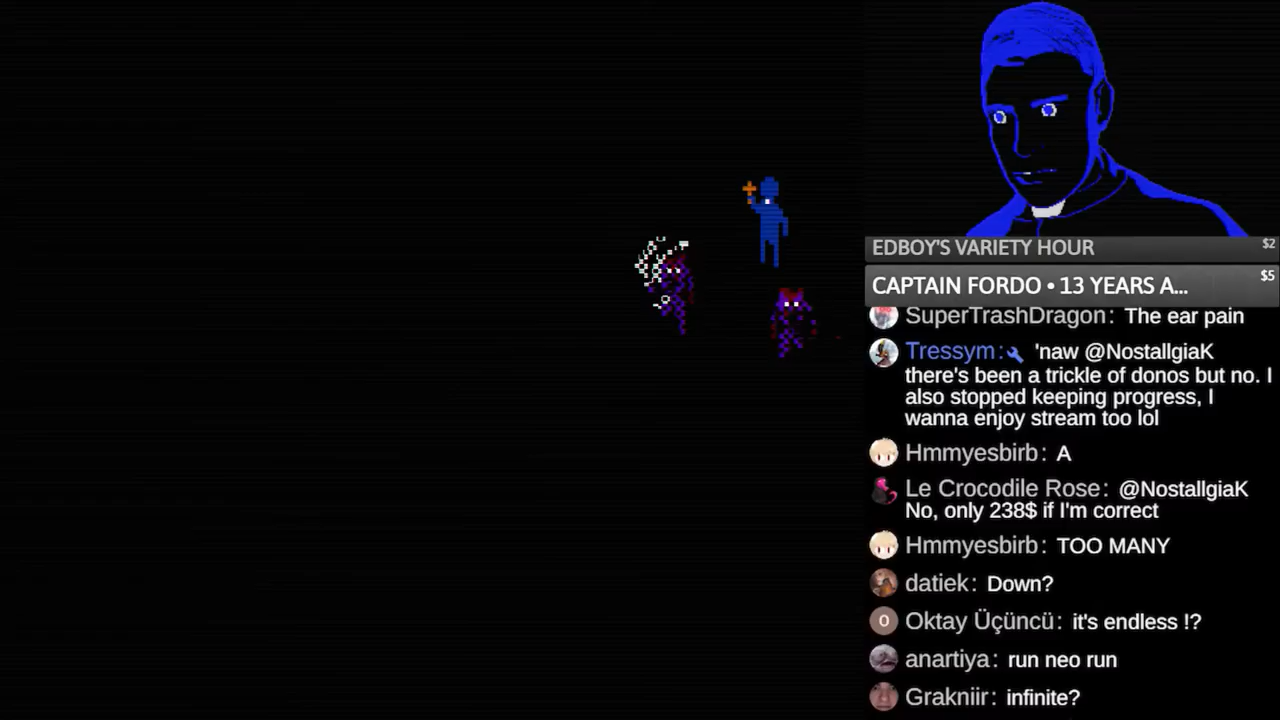 EDBOY'S VARIETY HOUR $2
CAPTAIN FORDO • 13 YEARS A... $5
SuperTrashDragon: The ear pain
Tressym: 'naw @NostallgiaK
there's been a trickle of donos but no. I
also stopped keeping progress, I
wanna enjoy stream too lol
Hmmyesbirb: A
Le Crocodile Rose: @NostallgiaK
No, only 238$ if I'm correct
Hmmyesbirb: TOO MANY
datiek: Down?
O Oktay Üçüncü: it's endless !?
anartiya: run neo run
Grakniir: infinite?